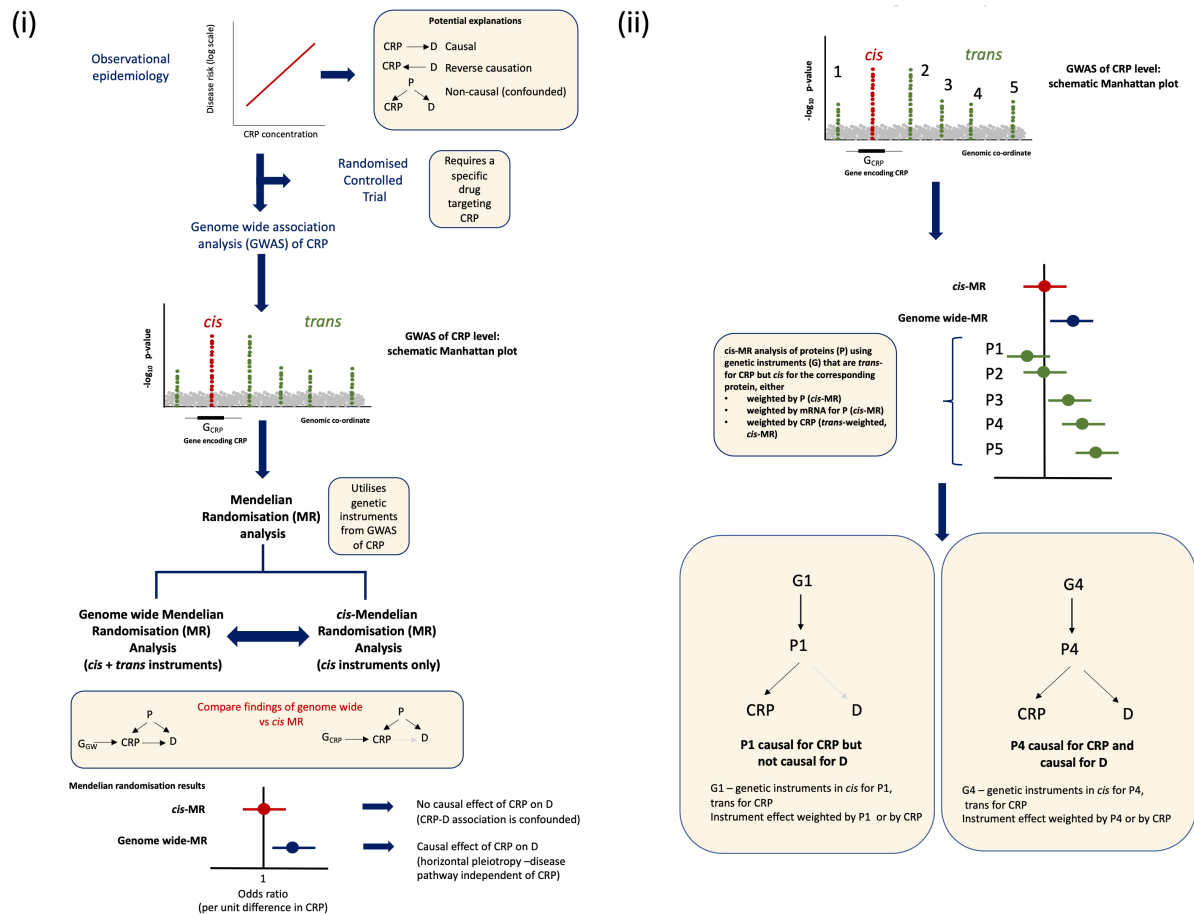 (i)
Observational
epidemiology
Disease risk (log scale)
CRP concentration
Potential explanations
CRP D Causal
CRP D Reverse causation
P
Non-causal (confounded)
CRP D
Randomised
Controlled
Trial
Requires a
specific
drug
targeting
CRP
Genome wide association
analysis (GWAS) of CRP
cis
trans
-log₁₀ p-value
GWAS of CRP level:
schematic Manhattan plot
G_CRP
Gene encoding CRP
Genomic co-ordinate
Mendelian
Randomisation (MR)
analysis
Utilises
genetic
instruments
from GWAS
of CRP
Genome wide Mendelian
Randomisation (MR)
Analysis
(cis + trans instruments)
cis-Mendelian
Randomisation (MR)
Analysis
(cis instruments only)
Compare findings of genome wide
vs cis MR
P
G_GW CRP D
P
G_CRP CRP D
Mendelian randomisation results
cis-MR
Genome wide-MR
1
Odds ratio
(per unit difference in CRP)
No causal effect of CRP on D
(CRP-D association is confounded)
Causal effect of CRP on D
(horizontal pleiotropy –disease
pathway independent of CRP)
(ii)
cis
trans
1
2
3
4
5
-log₁₀ p-value
GWAS of CRP level:
schematic Manhattan plot
G_CRP
Gene encoding CRP
Genomic co-ordinate
cis-MR
Genome wide-MR
P1
P2
P3
P4
P5
cis-MR analysis of proteins (P) using
genetic instruments (G) that are trans-
for CRP but cis for the corresponding
protein, either
• weighted by P (cis-MR)
• weighted by mRNA for P (cis-MR)
• weighted by CRP (trans-weighted,
cis-MR)
G1
P1
CRP D
P1 causal for CRP but
not causal for D
G1 – genetic instruments in cis for P1,
trans for CRP
Instrument effect weighted by P1 or by CRP
G4
P4
CRP D
P4 causal for CRP and
causal for D
G4 – genetic instruments in cis for P4,
trans for CRP
Instrument effect weighted by P4 or by CRP